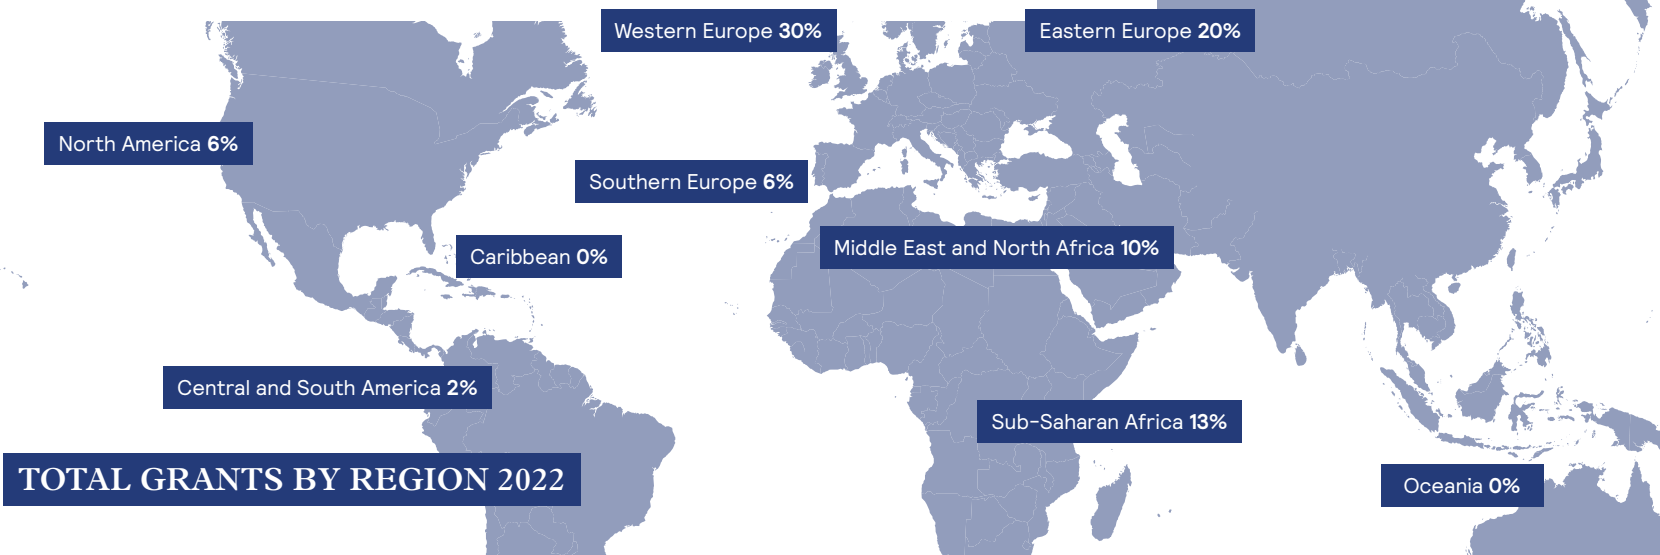 Western Europe 30%
Eastern Europe 20%
North America 6%
Southern Europe 6%
Middle East and North Africa 10%
Caribbean 0%
Central and South America 2%
Sub-Saharan Africa 13%
TOTAL GRANTS BY REGION 2022
Oceania 0%